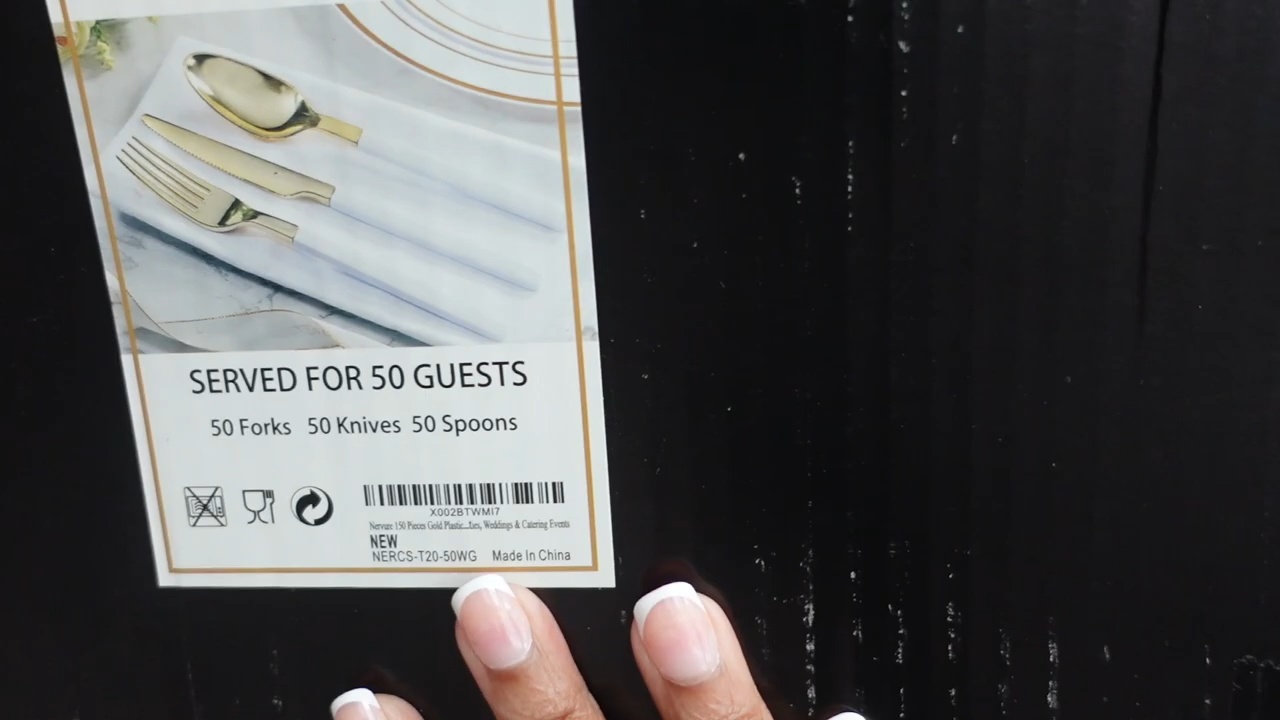 SERVED FOR 50 GUESTS
50 Forks 50 Knives 50 Spoons
X002BTWMI7
Nervure 150 Pieces Gold Plastic...ties, Weddings & Catering Events
NEW
NERCS-T20-50WG Made In China